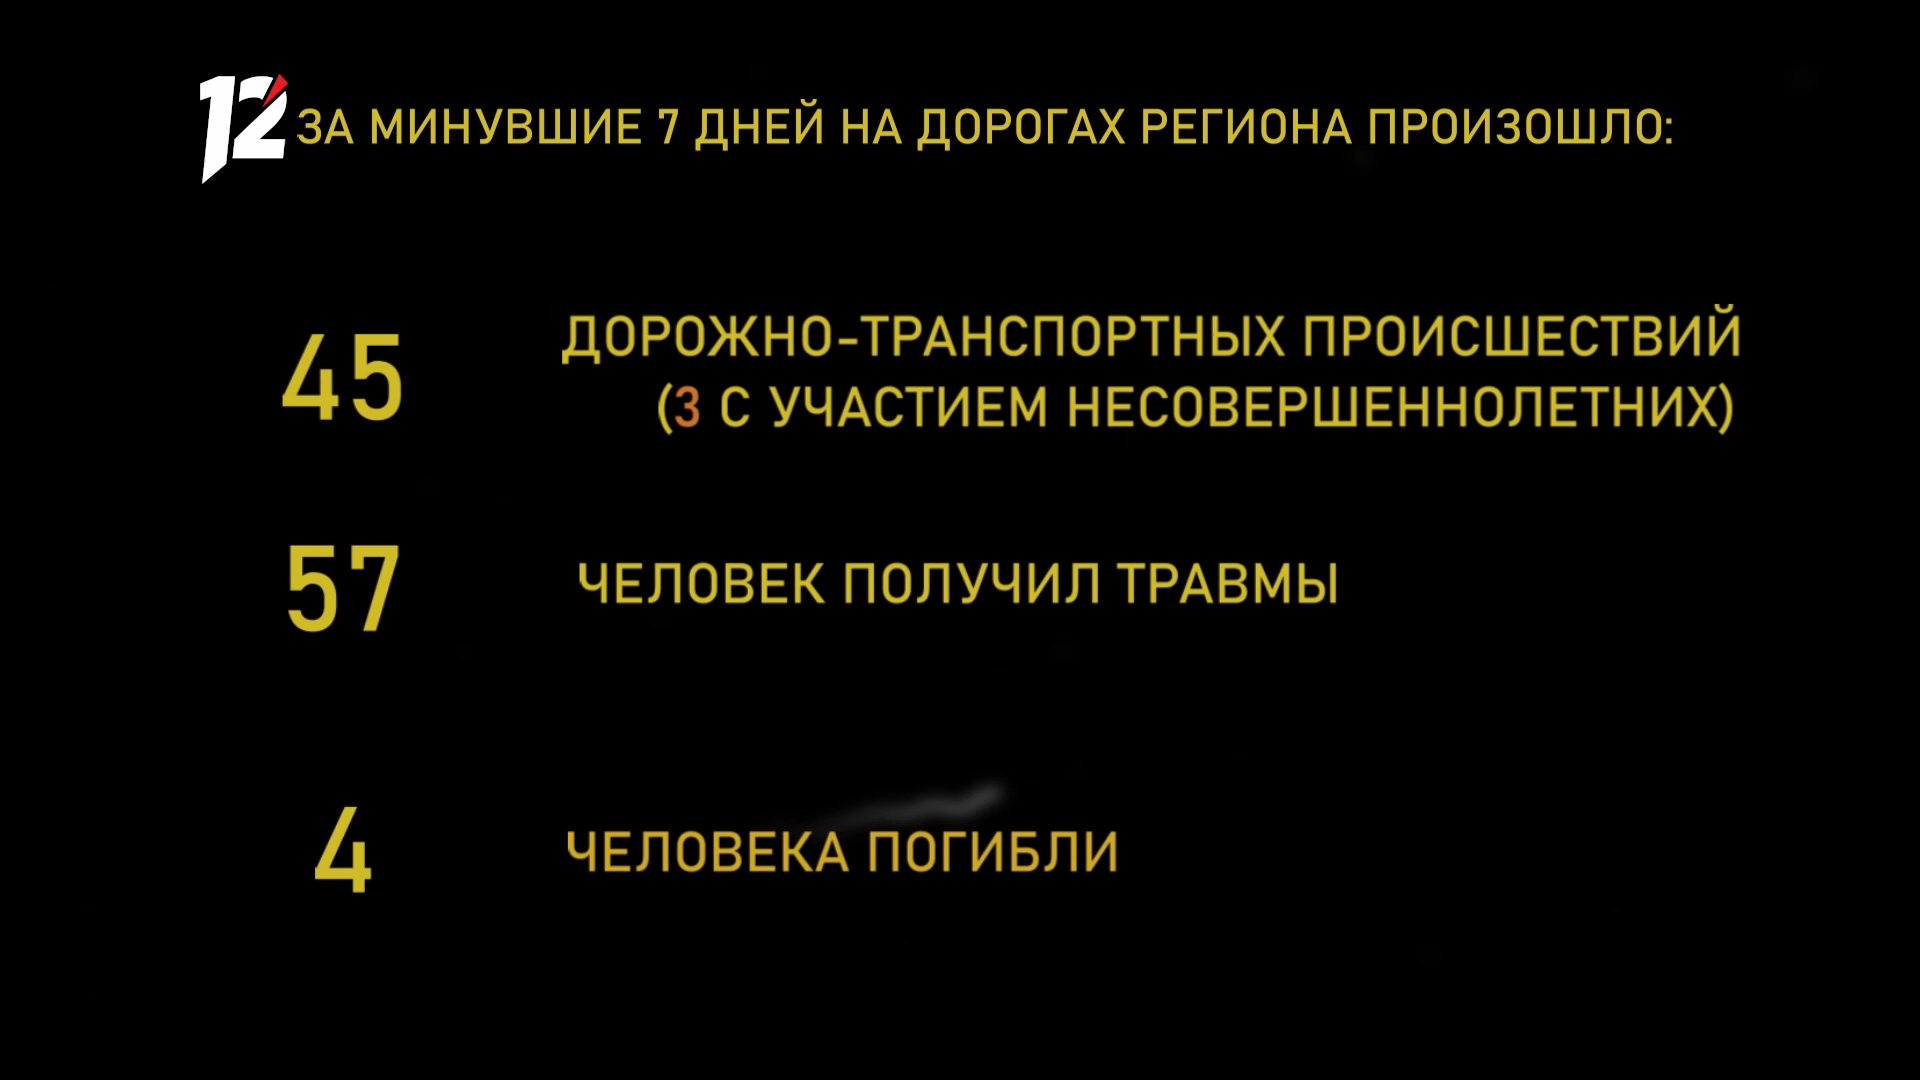 12
ЗА МИНУВШИЕ 7 ДНЕЙ НА ДОРОГАХ РЕГИОНА ПРОИЗОШЛО:
45 ДОРОЖНО-ТРАНСПОРТНЫХ ПРОИСШЕСТВИЙ
(3 С УЧАСТИЕМ НЕСОВЕРШЕННОЛЕТНИХ)
57 ЧЕЛОВЕК ПОЛУЧИЛ ТРАВМЫ
4 ЧЕЛОВЕКА ПОГИБЛИ